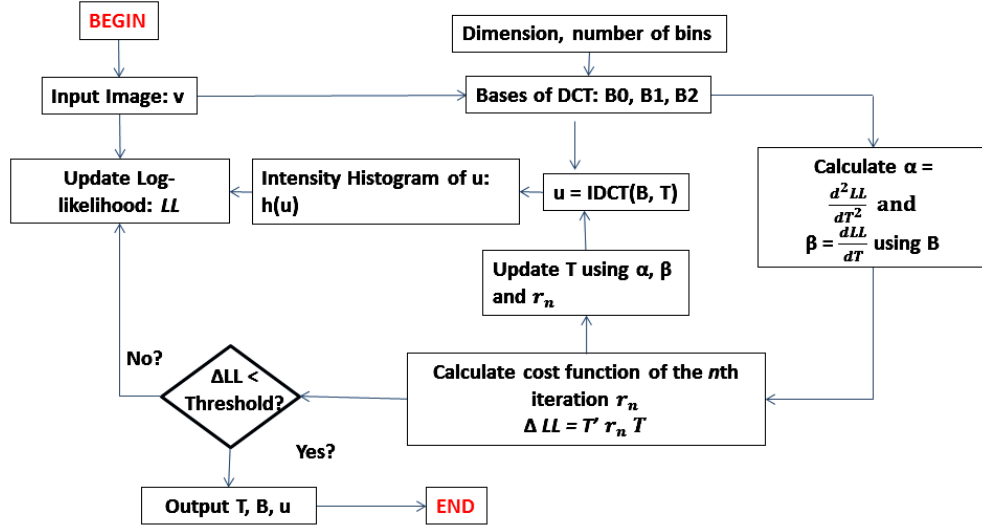 BEGIN
Dimension, number of bins
Input Image: v
Bases of DCT: B0, B1, B2
Update Log-
likelihood: LL
Intensity Histogram of u:
h(u)
u = IDCT(B, T)
Calculate α =
d²LL/dT² and
β = dLL/dT using B
Update T using α, β
and rₙ
No?
ΔLL <
Threshold?
Calculate cost function of the nth
iteration rₙ
Δ LL = T′ rₙ T
Yes?
Output T, B, u
END